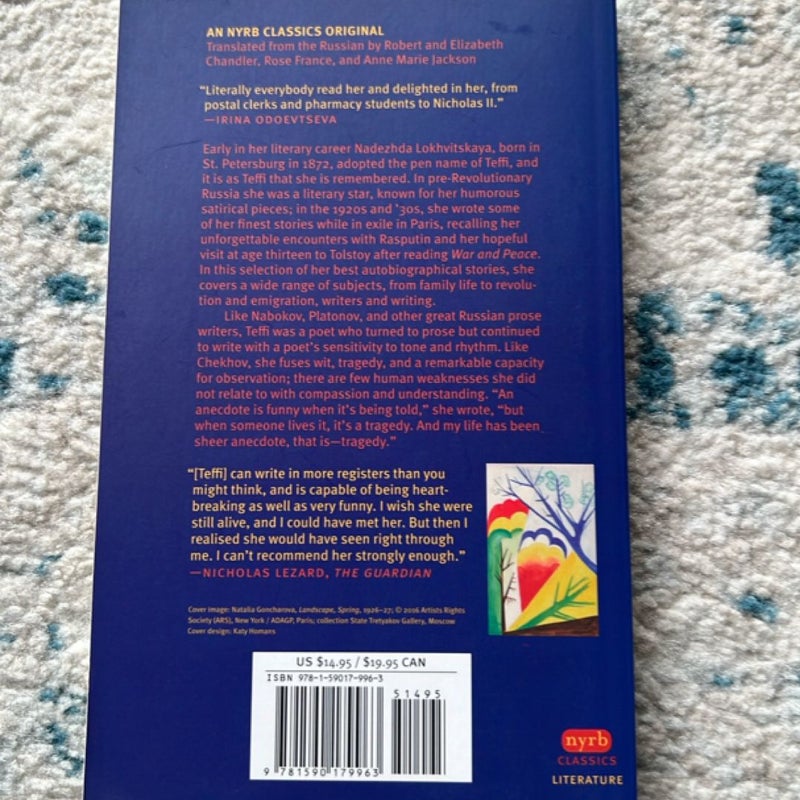 AN NYRB CLASSICS ORIGINAL
Translated from the Russian by Robert and Elizabeth
Chandler, Rose France, and Anne Marie Jackson
“Literally everybody read her and delighted in her, from
postal clerks and pharmacy students to Nicholas II.”
—IRINA ODOEVTSEVA
Early in her literary career Nadezhda Lokhvitskaya, born in
St. Petersburg in 1872, adopted the pen name of Teffi, and
it is as Teffi that she is remembered. In pre-Revolutionary
Russia she was a literary star, known for her humorous
satirical pieces; in the 1920s and ’30s, she wrote some
of her finest stories while in exile in Paris, recalling her
unforgettable encounters with Rasputin and her hopeful
visit at age thirteen to Tolstoy after reading War and Peace.
In this selection of her best autobiographical stories, she
covers a wide range of subjects, from family life to revolu-
tion and emigration, writers and writing.
Like Nabokov, Platonov, and other great Russian prose
writers, Teffi was a poet who turned to prose but continued
to write with a poet’s sensitivity to tone and rhythm. Like
Chekhov, she fuses wit, tragedy, and a remarkable capacity
for observation; there are few human weaknesses she did
not relate to with compassion and understanding. “An
anecdote is funny when it’s being told,” she wrote, “but
when someone lives it, it’s a tragedy. And my life has been
sheer anecdote, that is—tragedy.”
“[Teffi] can write in more registers than you
might think, and is capable of being heart-
breaking as well as very funny. I wish she were
still alive, and I could have met her. But then I
realised she would have seen right through
me. I can’t recommend her strongly enough.”
—NICHOLAS LEZARD, THE GUARDIAN
Cover image: Natalia Goncharova, Landscape, Spring, 1926–27; © 2016 Artists Rights
Society (ARS), New York / ADAGP, Paris; collection State Tretyakov Gallery, Moscow
Cover design: Katy Homans
US $14.95 / $19.95 CAN
ISBN 978-1-59017-996-3
51495
9 781590 179963
nyrb
CLASSICS
LITERATURE